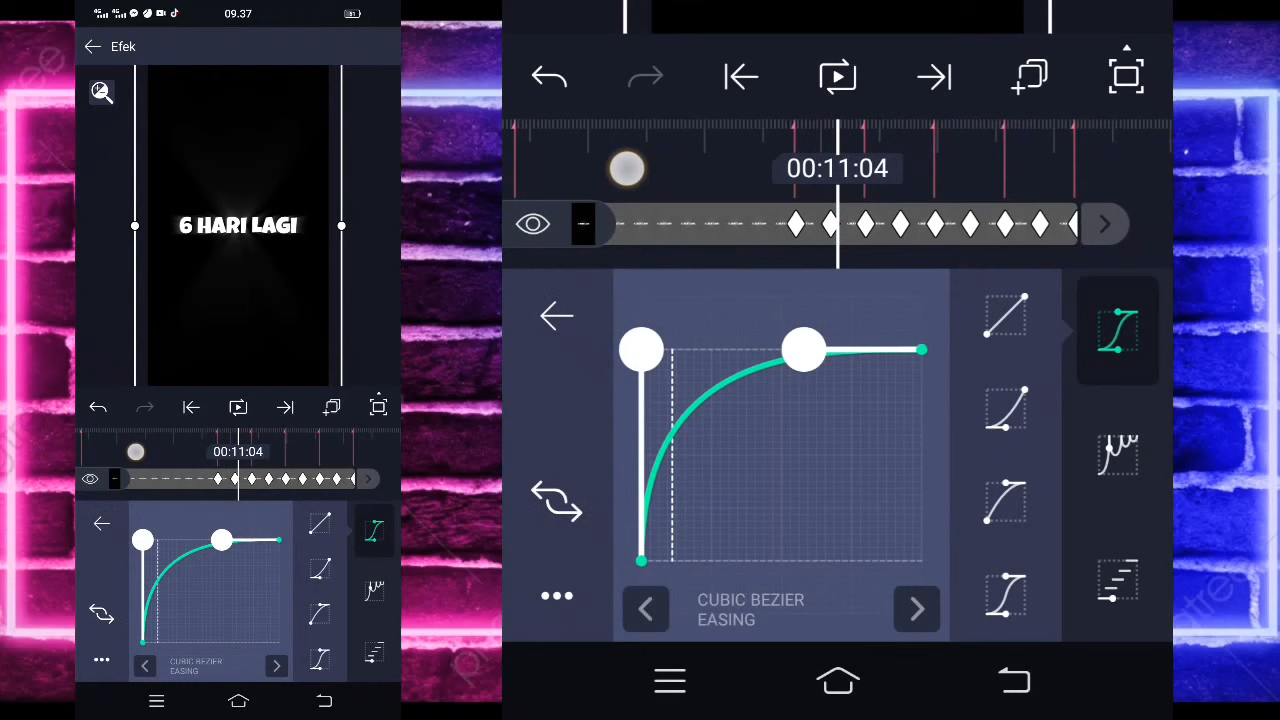 09.37
Efek
6 HARI LAGI
00:11:04
CUBIC BEZIER
EASING
00:11:04
CUBIC BEZIER
EASING